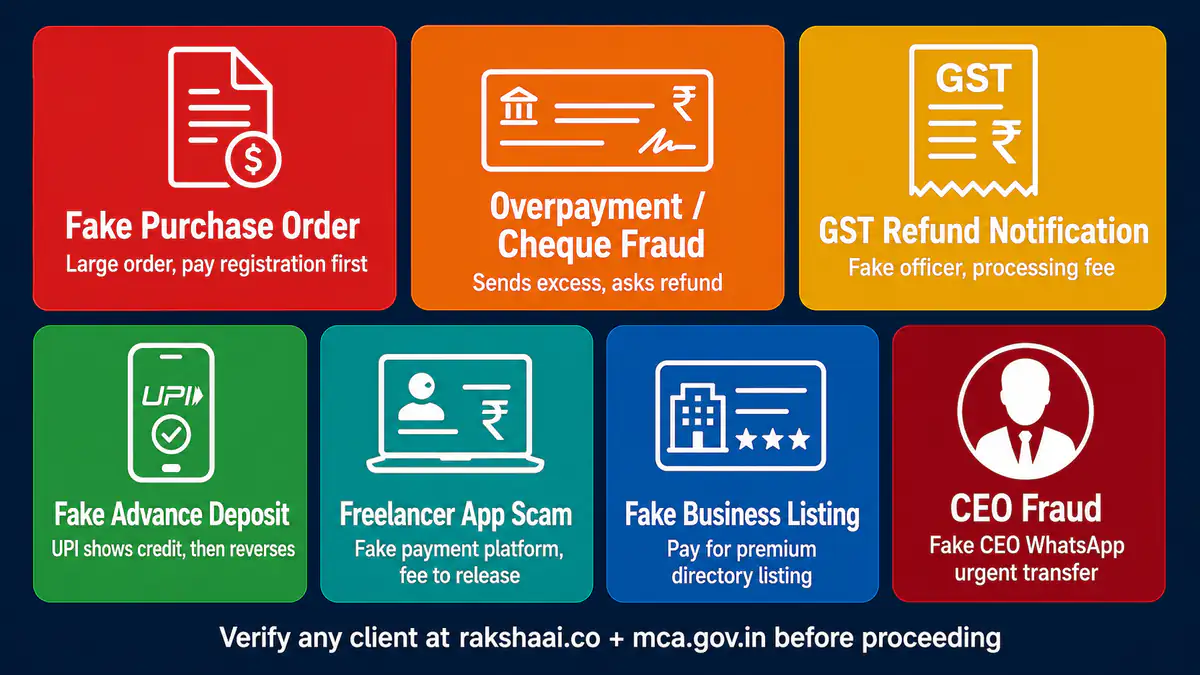 Fake Purchase Order
Large order, pay registration first
Overpayment /
Cheque Fraud
Sends excess, asks refund
GST
GST Refund Notification
Fake officer, processing fee
UPI
Fake Advance Deposit
UPI shows credit, then reverses
Freelancer App Scam
Fake payment platform,
fee to release
Fake Business Listing
Pay for premium
directory listing
CEO Fraud
Fake CEO WhatsApp
urgent transfer
Verify any client at rakshaai.co + mca.gov.in before proceeding